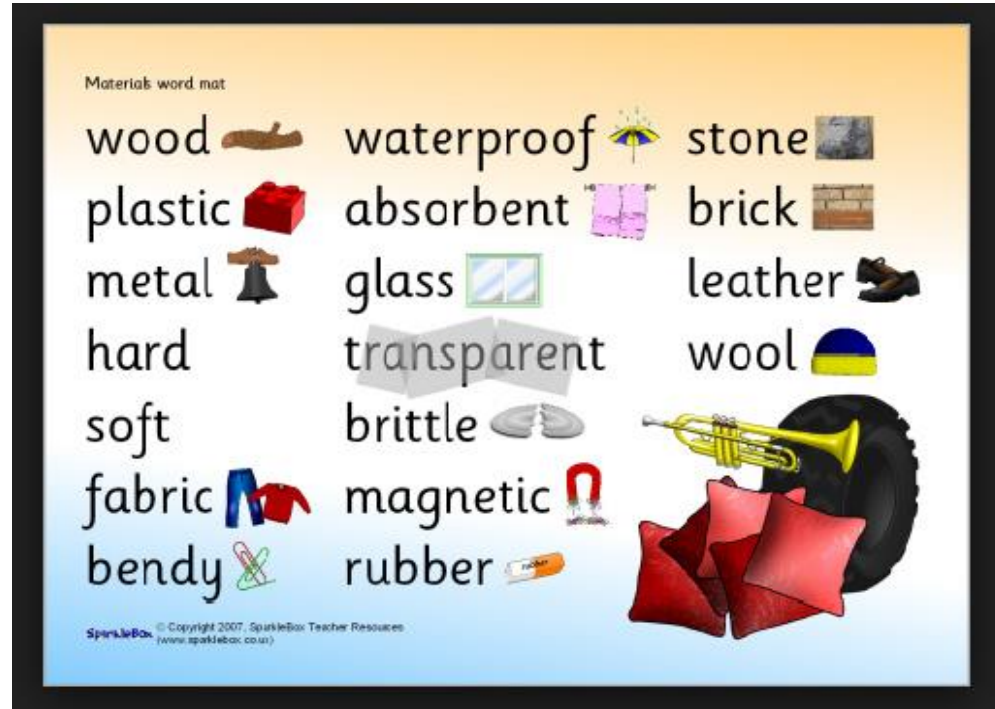 Materials word mat
wood waterproof stone
plastic absorbent brick
metal glass leather
hard transparent wool
soft brittle
fabric magnetic
bendy rubber
rubber
SparkleBox © Copyright 2007, SparkleBox Teacher Resources
(www.sparklebox.co.uk)